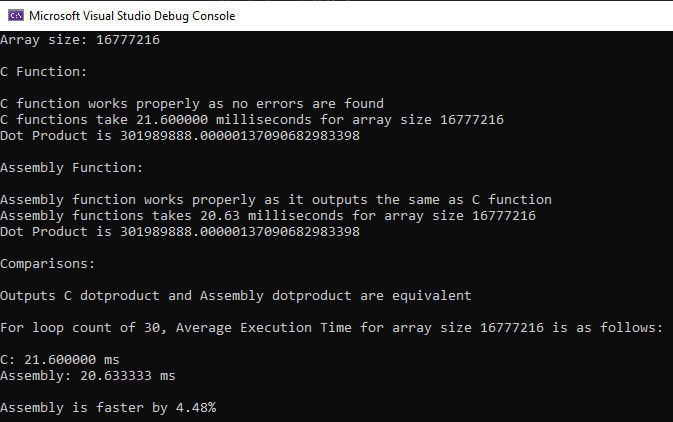 Microsoft Visual Studio Debug Console
Array size: 16777216
C Function:
C function works properly as no errors are found
C functions take 21.600000 milliseconds for array size 16777216
Dot Product is 301989888.00000137090682983398
Assembly Function:
Assembly function works properly as it outputs the same as C function
Assembly functions takes 20.63 milliseconds for array size 16777216
Dot Product is 301989888.00000137090682983398
Comparisons:
Outputs C dotproduct and Assembly dotproduct are equivalent
For loop count of 30, Average Execution Time for array size 16777216 is as follows:
C: 21.600000 ms
Assembly: 20.633333 ms
Assembly is faster by 4.48%